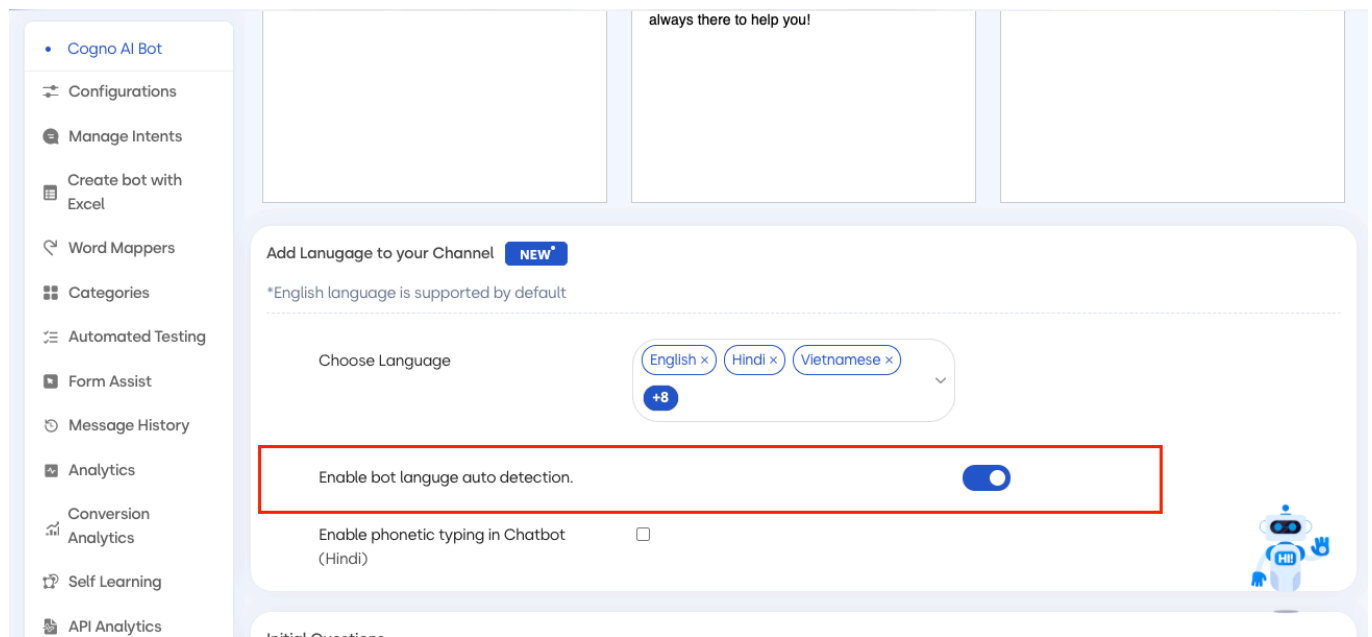 always there to help you!
Cogno AI Bot
Configurations
Manage Intents
Create bot with
Excel
Word Mappers
Categories
Automated Testing
Form Assist
Message History
Analytics
Conversion
Analytics
Self Learning
API Analytics
Add Lanugage to your Channel NEW
*English language is supported by default
Choose Language
English × Hindi × Vietnamese ×
+8
Enable bot languge auto detection.
Enable phonetic typing in Chatbot
(Hindi)
HI!
Initial Questions